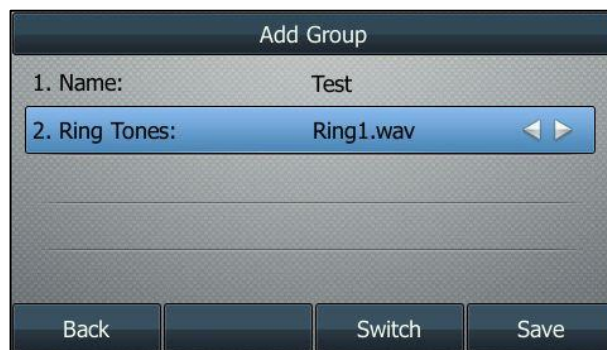 Add Group
1. Name: Test
2. Ring Tones: Ring1.wav
Back Switch Save